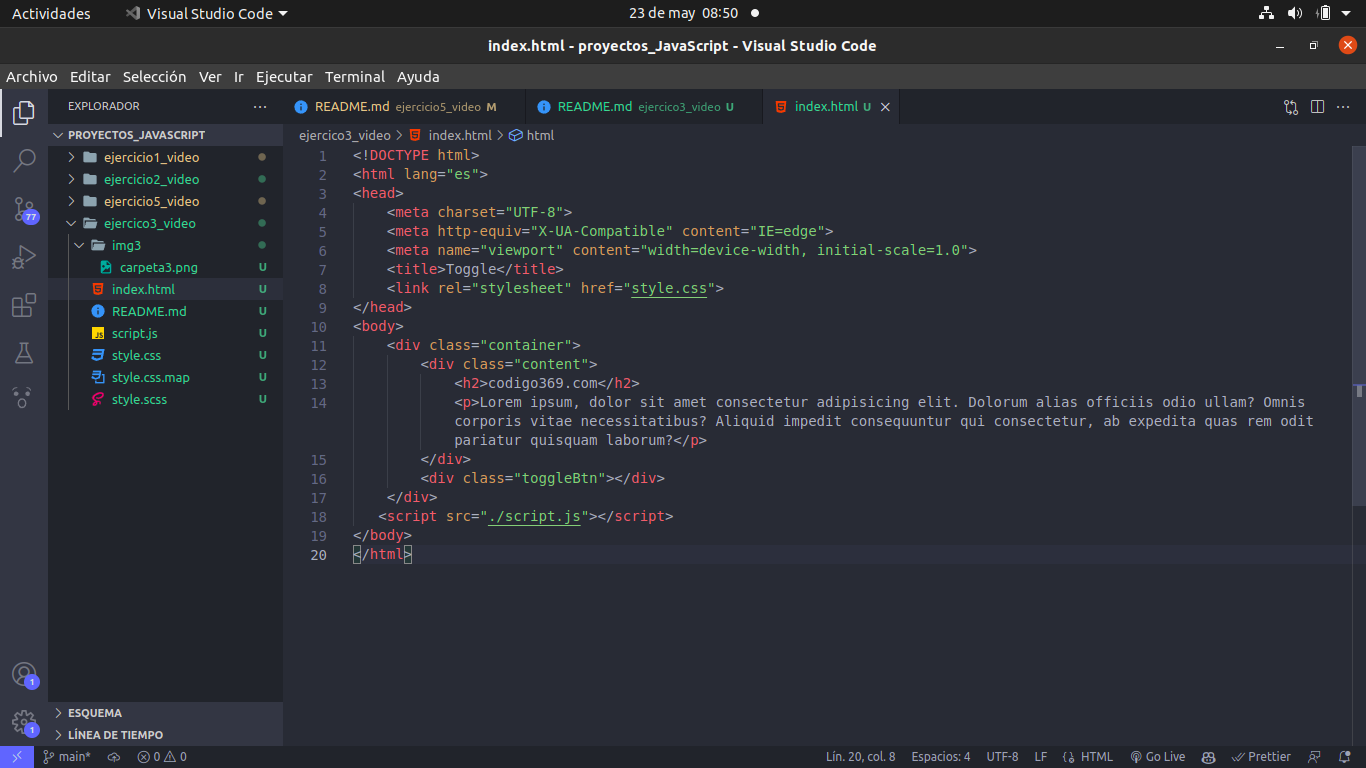 Actividades
Visual Studio Code
23 de may 08:50
index.html - proyectos_JavaScript - Visual Studio Code
Archivo Editar Selección Ver Ir Ejecutar Terminal Ayuda
EXPLORADOR
README.md ejercicio5_video M
README.md ejercico3_video U
index.html U
PROYECTOS_JAVASCRIPT
ejercicio1_video
ejercicio2_video
ejercicio5_video
ejercico3_video
img3
carpeta3.png U
index.html U
README.md U
JS script.js U
style.css U
style.css.map U
style.scss U
77
1
1
ESQUEMA
LÍNEA DE TIEMPO
ejercico3_video > index.html > html
1 <!DOCTYPE html>
2 <html lang="es">
3 <head>
4 <meta charset="UTF-8">
5 <meta http-equiv="X-UA-Compatible" content="IE=edge">
6 <meta name="viewport" content="width=device-width, initial-scale=1.0">
7 <title>Toggle</title>
8 <link rel="stylesheet" href="style.css">
9 </head>
10 <body>
11 <div class="container">
12 <div class="content">
13 <h2>codigo369.com</h2>
14 <p>Lorem ipsum, dolor sit amet consectetur adipisicing elit. Dolorum alias officiis odio ullam? Omnis
corporis vitae necessitatibus? Aliquid impedit consequuntur qui consectetur, ab expedita quas rem odit
pariatur quisquam laborum?</p>
15 </div>
16 <div class="toggleBtn"></div>
17 </div>
18 <script src="./script.js"></script>
19 </body>
20 </html>
main* 0 0 Lín. 20, col. 8 Espacios: 4 UTF-8 LF HTML Go Live Prettier